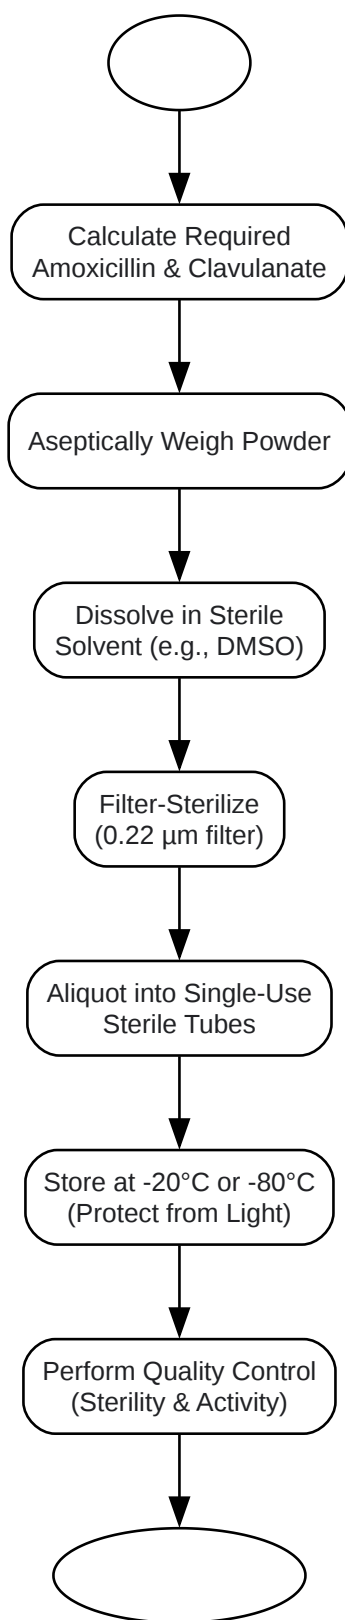 Calculate Required
Amoxicillin & Clavulanate
Aseptically Weigh Powder
Dissolve in Sterile
Solvent (e.g., DMSO)
Filter-Sterilize
(0.22 µm filter)
Aliquot into Single-Use
Sterile Tubes
Store at -20°C or -80°C
(Protect from Light)
Perform Quality Control
(Sterility & Activity)